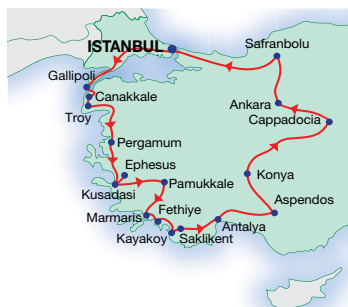 ISTANBUL
Safranbolu
Gallipoli
Canakkale
Troy
Ankara
Cappadocia
Pergamum
Ephesus
Kusadasi
Pamukkale
Konya
Fethiye
Marmaris
Aspendos
Kayakoy
Saklikent
Antalya